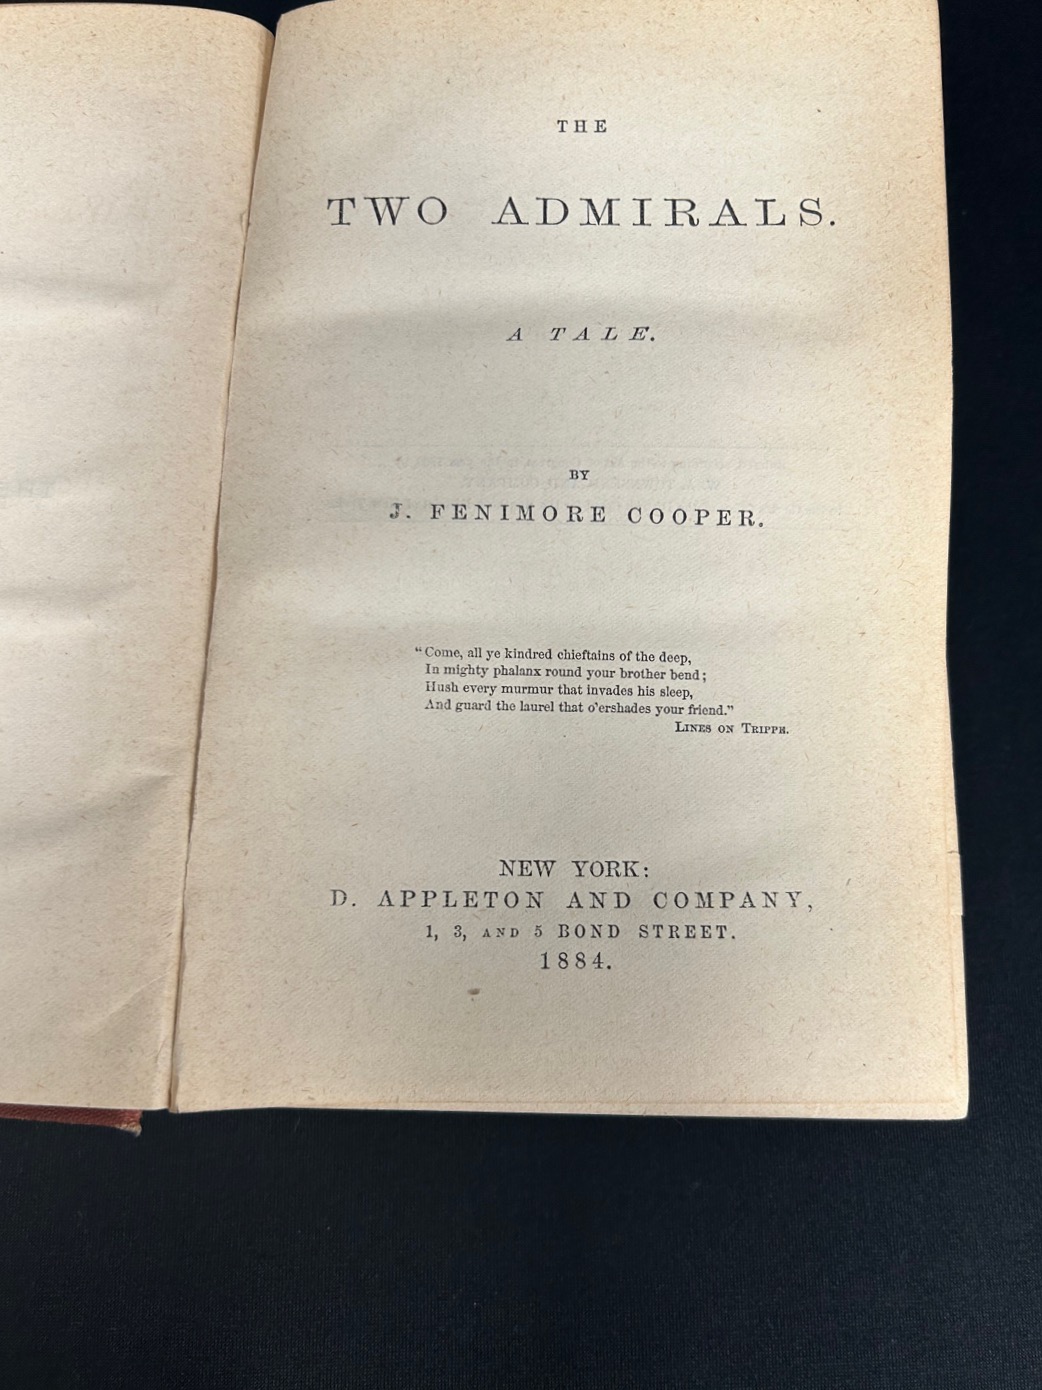 THE
TWO ADMIRALS.
A TALE.
BY
J. FENIMORE COOPER.
“Come, all ye kindred chieftains of the deep,
In mighty phalanx round your brother bend;
Hush every murmur that invades his sleep,
And guard the laurel that o'ershades your friend.”
LINES ON TRIPPE.
NEW YORK:
D. APPLETON AND COMPANY,
1, 3, AND 5 BOND STREET.
1884.